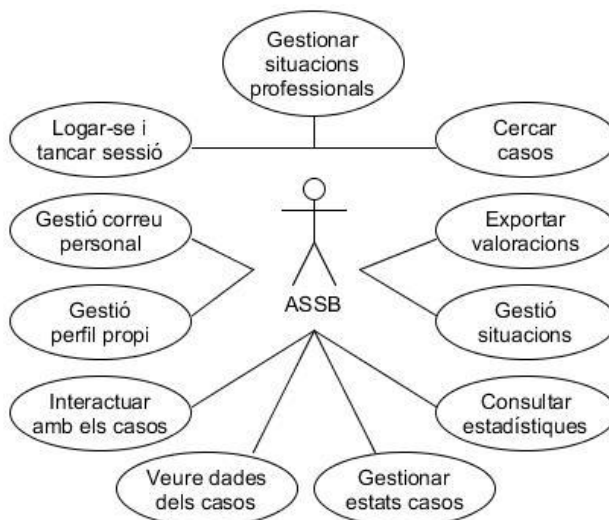 Gestionar
situacions
professionals
Logar-se i
tancar sessió
Cercar
casos
Gestió correu
personal
Exportar
valoracions
Gestió
perfil propi
ASSB
Gestió
situacions
Interactuar
amb els casos
Consultar
estadístiques
Veure dades
dels casos
Gestionar
estats casos